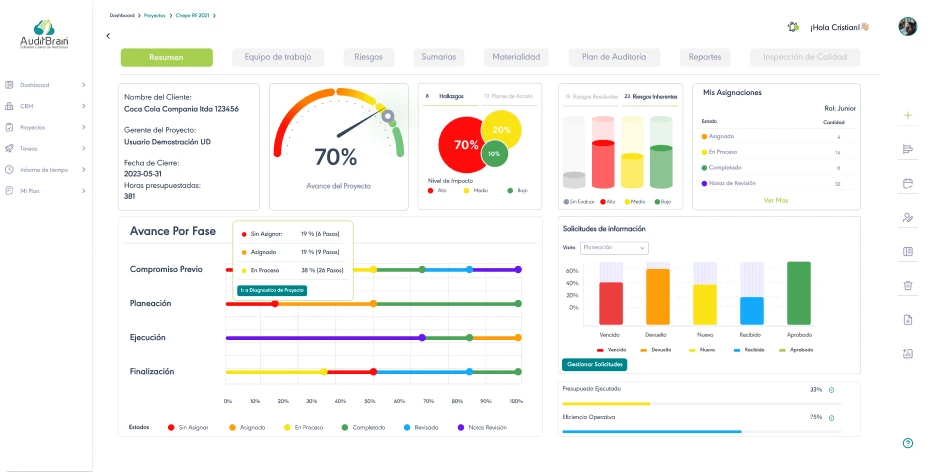 AuditBrain
Dashboard > Proyectos > Chepe RF 2021 >
¡Hola Cristian!
Dashboard
CRM
Proyectos
Tareas
Informe de tiempo
Mi Plan
Resumen
Equipo de trabajo
Riesgos
Sumarias
Materialidad
Plan de Auditoría
Reportes
Inspección de Calidad
Nombre del Cliente:
Coca Cola Compania ltda 123456
Gerente del Proyecto:
Usuario Demostración UD
Fecha de Cierre:
2023-05-31
Horas presupuestadas:
381
70%
Avance del Proyecto
8 Hallazgos
Planes de Acción
70%
20%
10%
Nivel de Impacto
Alto
Medio
Bajo
Riesgos Residuales
23 Riesgos Inherentes
Sin Evaluar
Alto
Medio
Bajo
Mis Asignaciones
Rol: Junior
Estado
Cantidad
Asignado 4
En Proceso 14
Completado 11
Notas de Revisión 32
Ver Mas
Avance Por Fase
Sin Asignar: 19 % (6 Pasos)
Asignado 19 % (9 Pasos)
En Proceso 38 % (26 Pasos)
Ir a Diagnostico de Proyecto
Compromiso Previo
Planeación
Ejecución
Finalización
0% 10% 20% 30% 40% 50% 60% 70% 80% 90% 100%
Estados
Sin Asignar
Asignado
En Proceso
Completado
Revisado
Notas Revisión
Solicitudes de información
Visita
Planeación
60%
40%
20%
0%
Vencido
Devuelto
Nuevo
Recibido
Aprobado
Vencido
Devuelto
Nuevo
Recibido
Aprobado
Gestionar Solicitudes
Presupuesto Ejecutado 33%
Eficiencia Operativa 75%